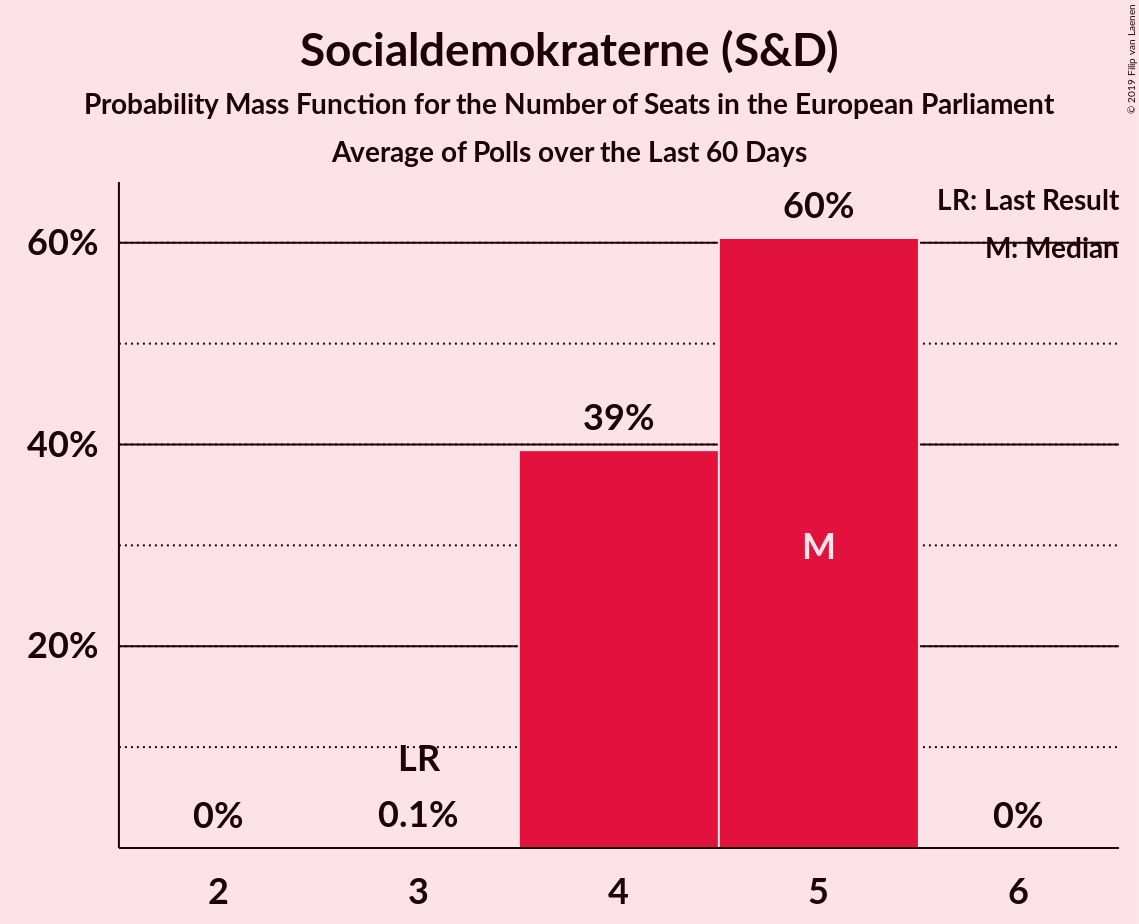 Socialdemokraterne (S&D)
Probability Mass Function for the Number of Seats in the European Parliament
Average of Polls over the Last 60 Days
© 2019 Filip van Laenen
LR: Last Result
M: Median
60%
40%
20%
0%
LR
0.1%
39%
60%
M
0%
2
3
4
5
6